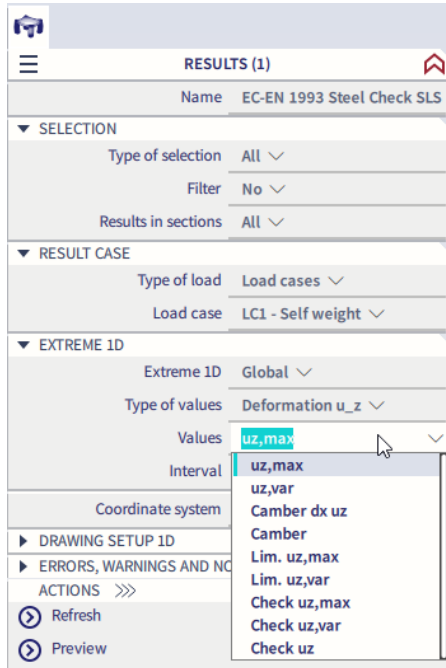 RESULTS (1)
Name EC-EN 1993 Steel Check SLS
SELECTION
Type of selection All
Filter No
Results in sections All
RESULT CASE
Type of load Load cases
Load case LC1 - Self weight
EXTREME 1D
Extreme 1D Global
Type of values Deformation u_z
Values uz,max
Interval uz,max
uz,var
Coordinate system Camber dx uz
Camber
DRAWING SETUP 1D Lim. uz,max
ERRORS, WARNINGS AND NO Lim. uz,var
ACTIONS >>> Check uz,max
Refresh Check uz,var
Preview Check uz